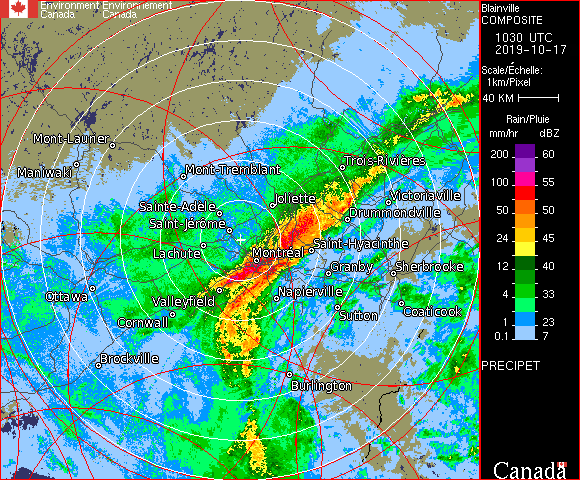 Environment Environnement
Canada Canada
Blainville
COMPOSITE
1030 UTC
2019-10-17
Scale/Échelle:
1km/Pixel
40 KM
Rain/Pluie
mm/hr dBZ
200 60
100 55
50 50
24 45
12 40
4 33
1 23
0.1 7
PRECIPET
Canada
Mont-Laurier
Maniwaki
Mont-Tremblant
Trois-Rivières
Sainte-Adèle
Joliette
Victoriaville
Saint-Jérôme
Drummondville
Lachute
Montréal
Saint-Hyacinthe
Granby
Sherbrooke
Ottawa
Valleyfield
Napierville
Cornwall
Sutton
Coaticook
Brockville
Burlington